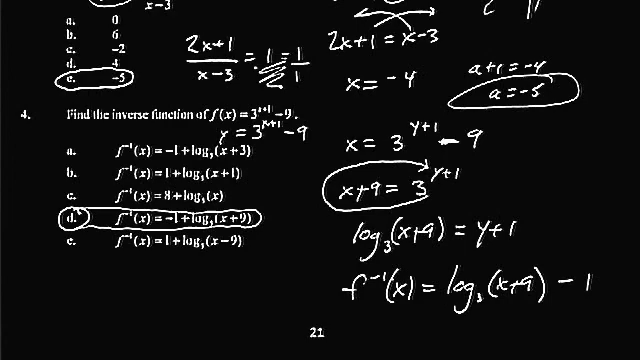 x−3
a. 0
b. 6
c. −2
d. 4
e. −5
2x+1 / x−3 = 1 = 1/1
2x+1 = x−3
x = −4
a+1 = −4
a = −5
4. Find the inverse function of f(x) = 3^(x+1) − 9.
y = 3^(x+1) − 9
a. f⁻¹(x) = −1 + log₃(x + 3)
b. f⁻¹(x) = 1 + log₃(x + 1)
c. f⁻¹(x) = 8 + log₃(x)
d. f⁻¹(x) = −1 + log₃(x + 9)
e. f⁻¹(x) = 1 + log₃(x − 9)
x = 3^(y+1) − 9
x+9 = 3^(y+1)
log₃(x+9) = y+1
f⁻¹(x) = log₃(x+9) − 1
21